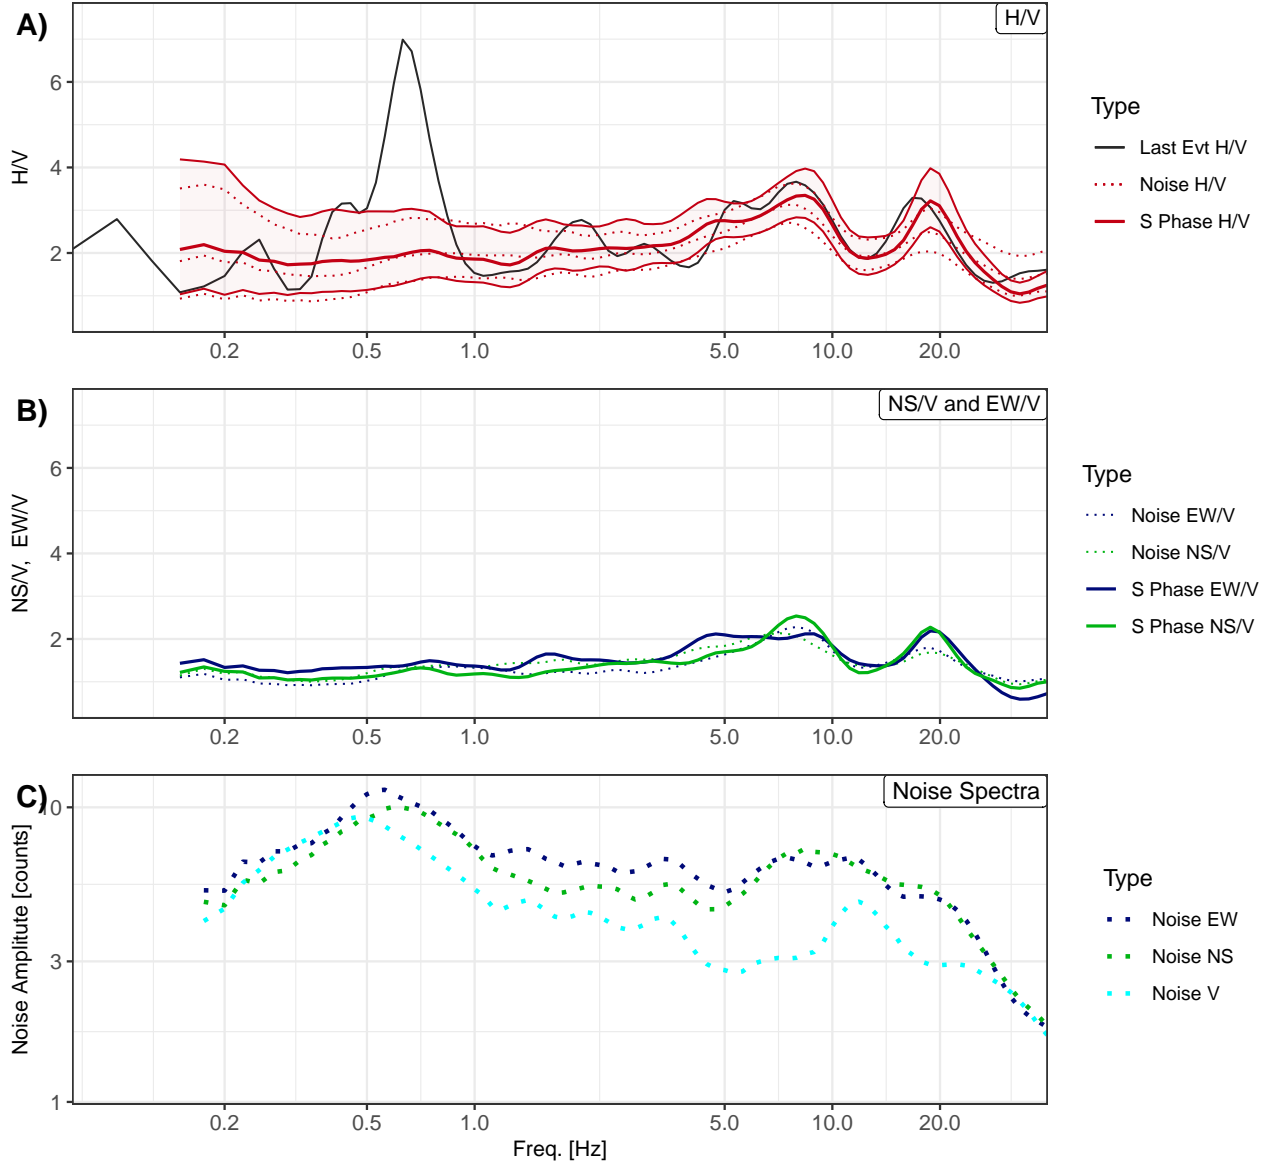 A)
H/V
H/V
6
4
2
0.2 0.5 1.0 5.0 10.0 20.0
Type
Last Evt H/V
Noise H/V
S Phase H/V
B)
NS/V and EW/V
NS/V, EW/V
6
4
2
0.2 0.5 1.0 5.0 10.0 20.0
Type
Noise EW/V
Noise NS/V
S Phase EW/V
S Phase NS/V
C)
Noise Spectra
Noise Amplitude [counts]
10
3
1
0.2 0.5 1.0 5.0 10.0 20.0
Freq. [Hz]
Type
Noise EW
Noise NS
Noise V